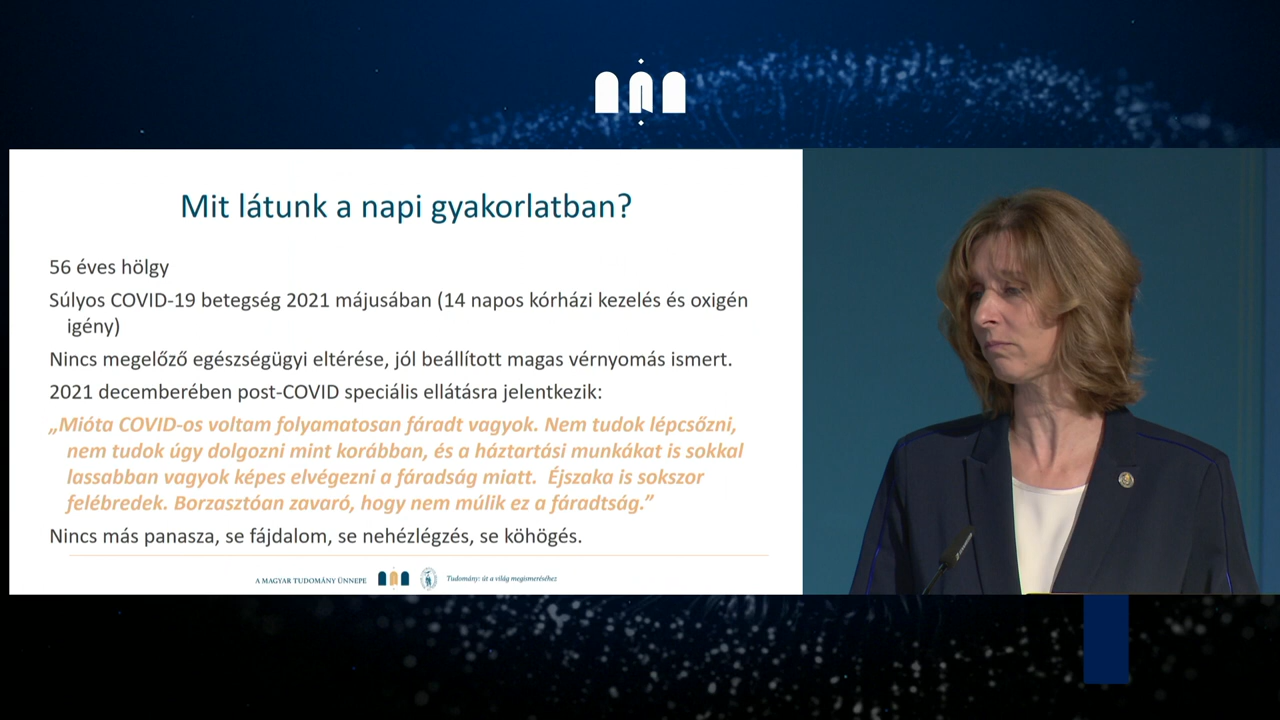 Mit látunk a napi gyakorlatban?
56 éves hölgy
Súlyos COVID-19 betegség 2021 májusában (14 napos kórházi kezelés és oxigén
igény)
Nincs megelőző egészségügyi eltérése, jól beállított magas vérnyomás ismert.
2021 decemberében post-COVID speciális ellátásra jelentkezik:
„Mióta COVID-os voltam folyamatosan fáradt vagyok. Nem tudok lépcsőzni,
nem tudok úgy dolgozni mint korábban, és a háztartási munkákat is sokkal
lassabban vagyok képes elvégezni a fáradság miatt.  Éjszaka is sokszor
felébredek. Borzasztóan zavaró, hogy nem múlik ez a fáradtság.”
Nincs más panasza, se fájdalom, se nehézlégzés, se köhögés.
A MAGYAR TUDOMÁNY ÜNNEPE
Tudomány: út a világ megismeréséhez